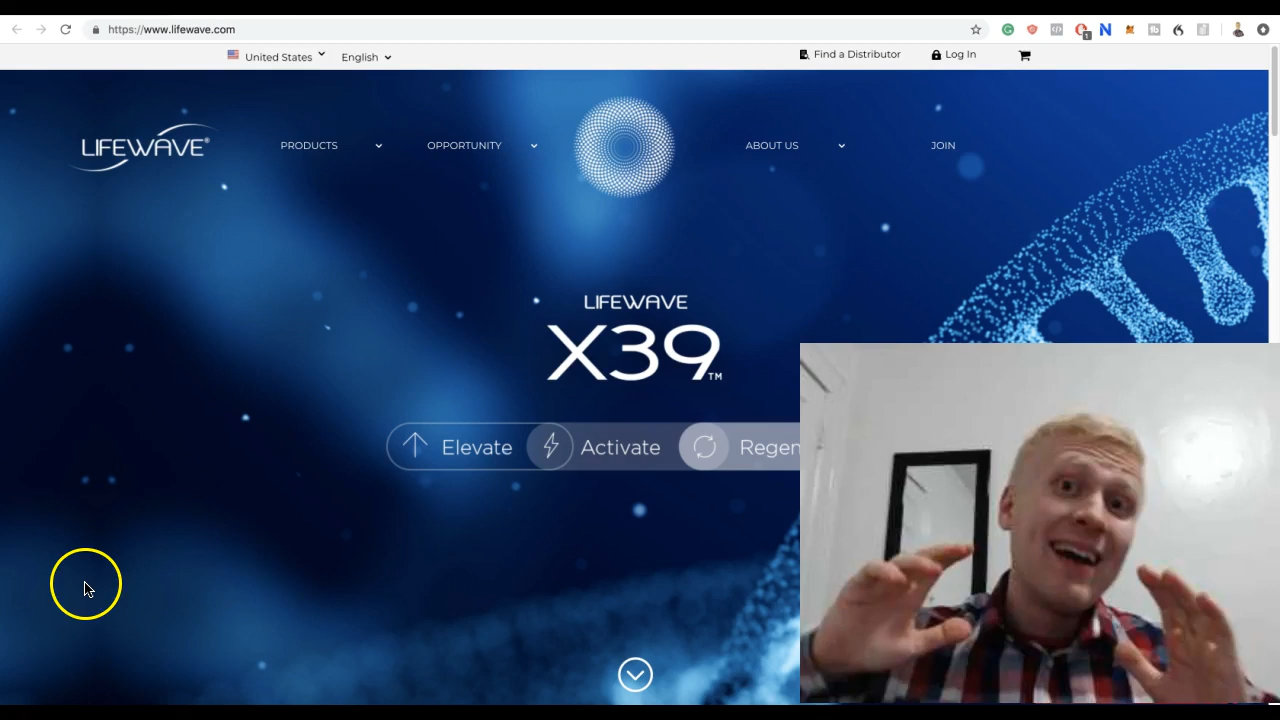 https://www.lifewave.com
1
United States
English
Find a Distributor
Log In
LIFEWAVE®
PRODUCTS
OPPORTUNITY
ABOUT US
JOIN
LIFEWAVE
X39™
Elevate
Activate
Regen